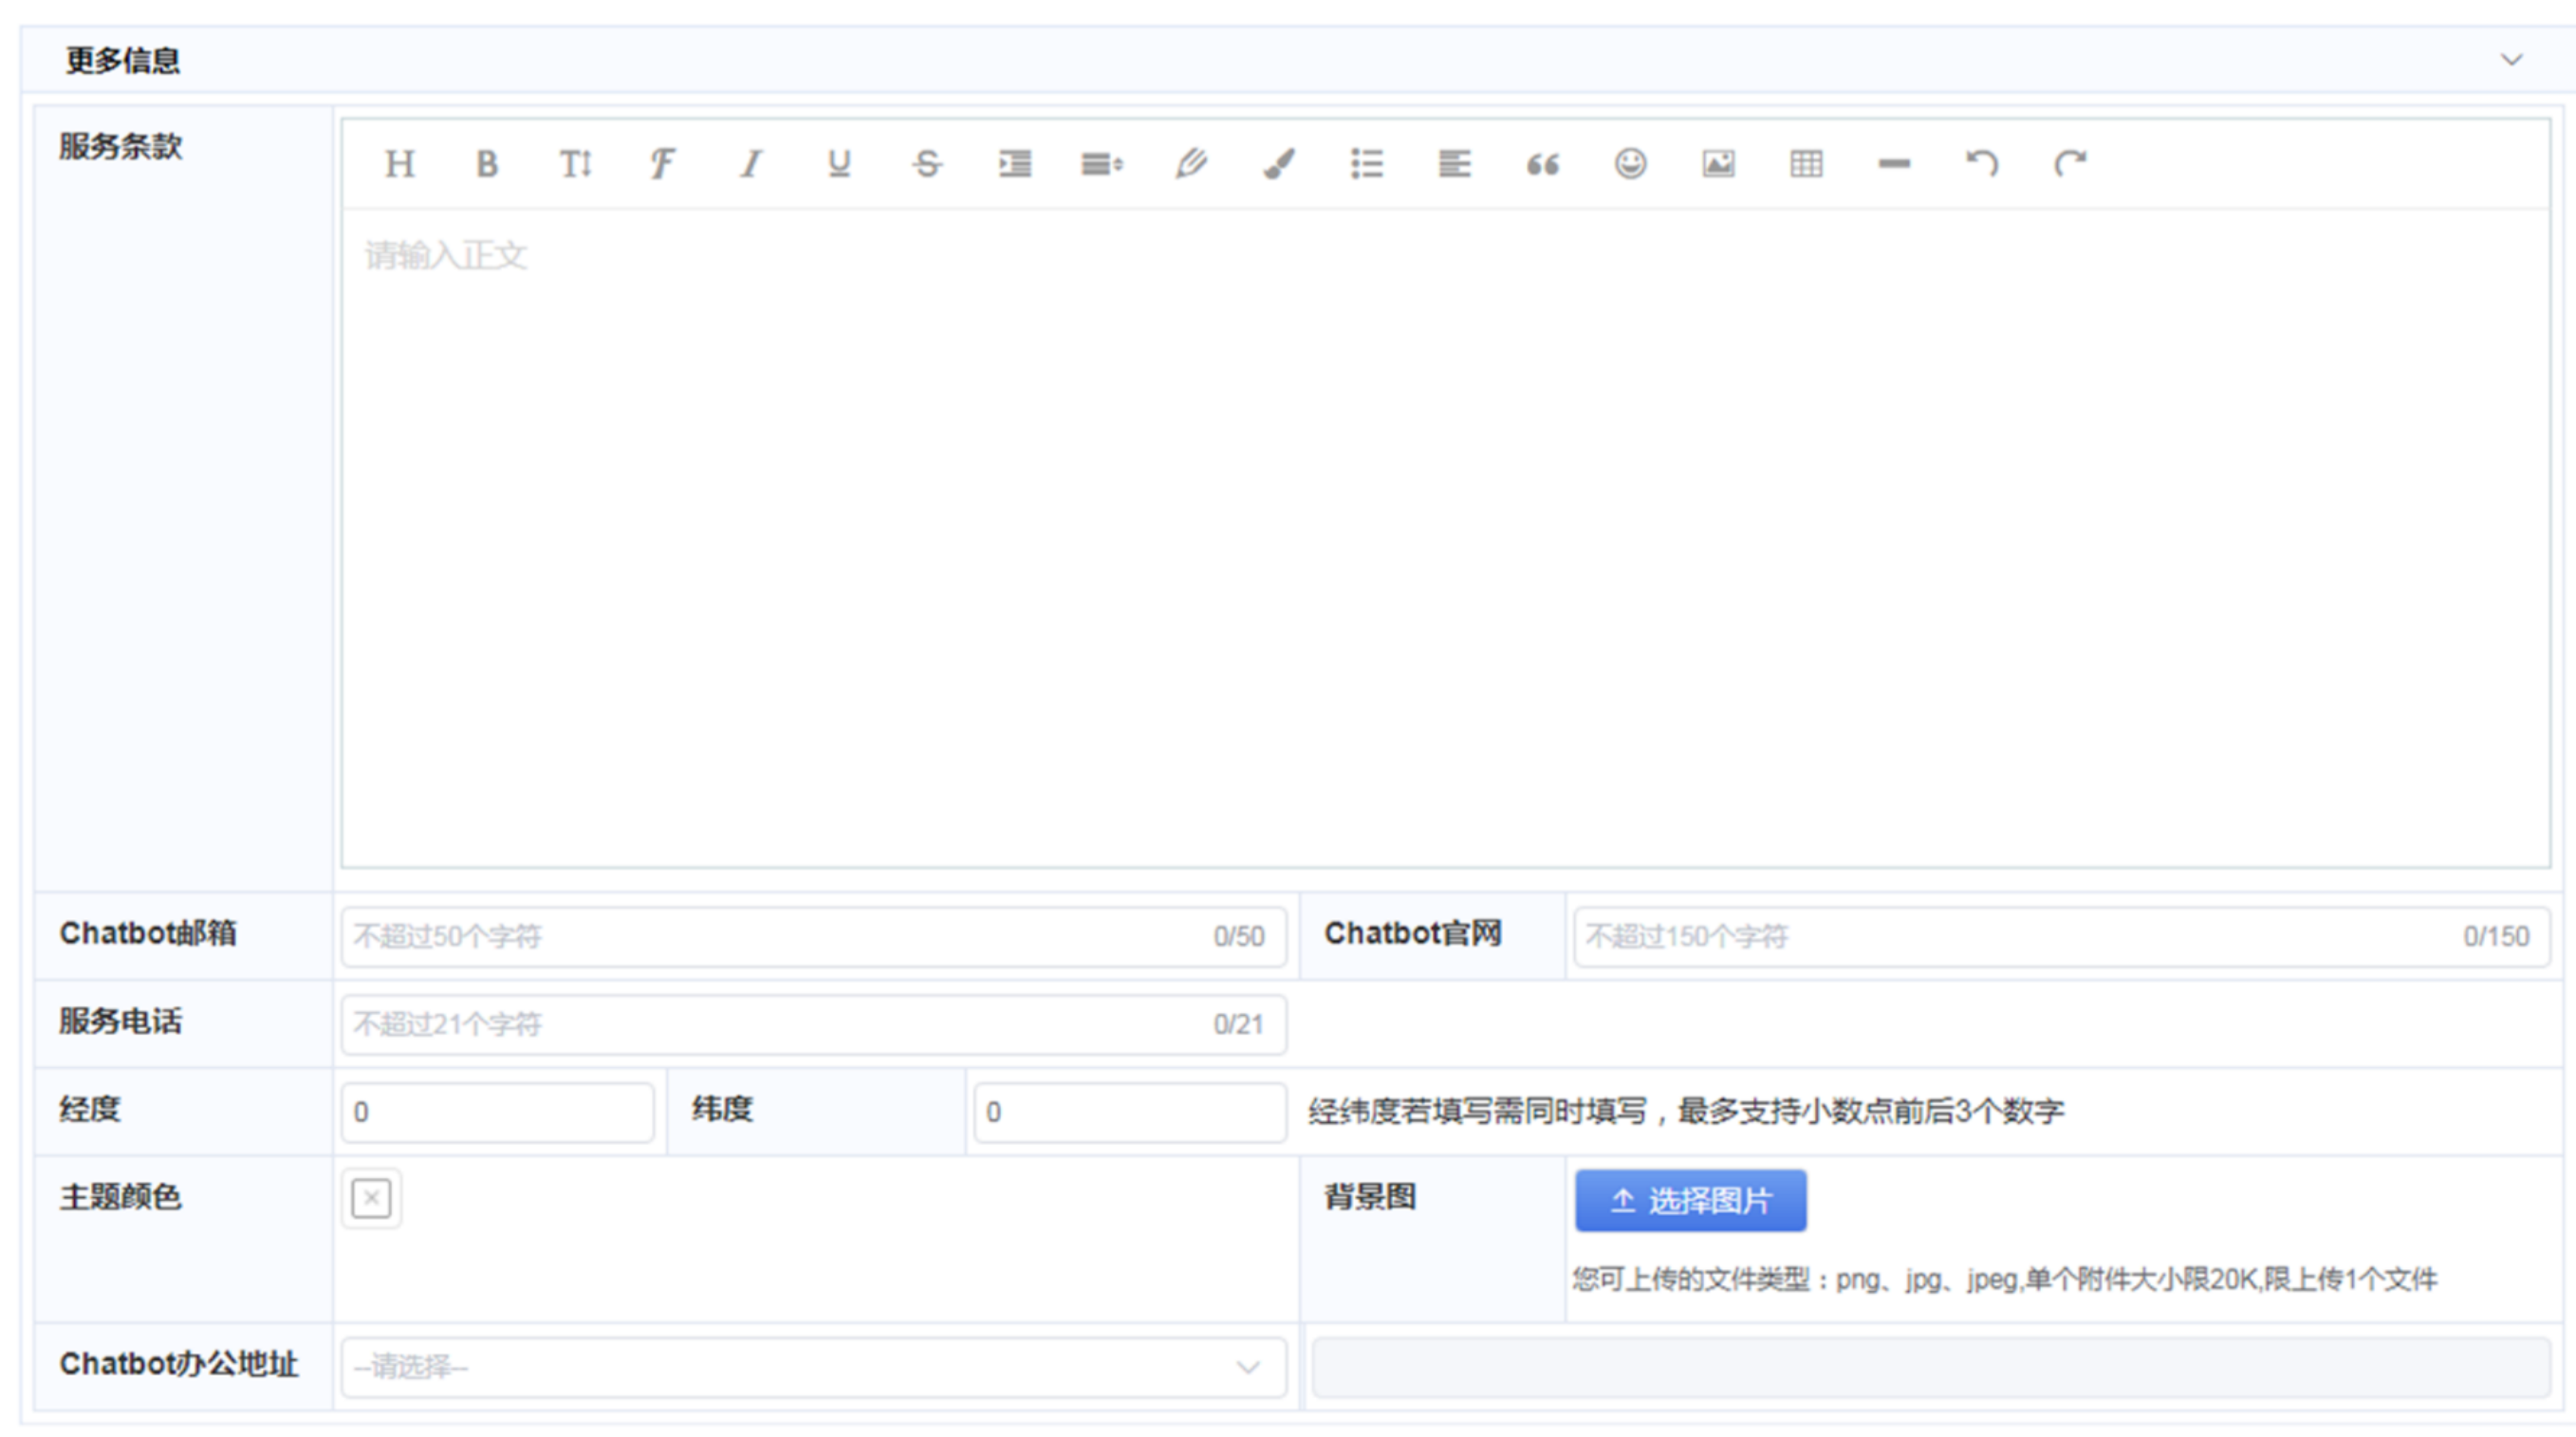 更多信息
服务条款
H B T F I U S
请输入正文
Chatbot邮箱 不超过50个字符 0/50 Chatbot官网 不超过150个字符 0/150
服务电话 不超过21个字符 0/21
经度 0 纬度 0 经纬度若填写需同时填写，最多支持小数点前后3个数字
主题颜色 背景图 选择图片
您可上传的文件类型：png、jpg、jpeg,单个附件大小限20K,限上传1个文件
Chatbot办公地址 --请选择--